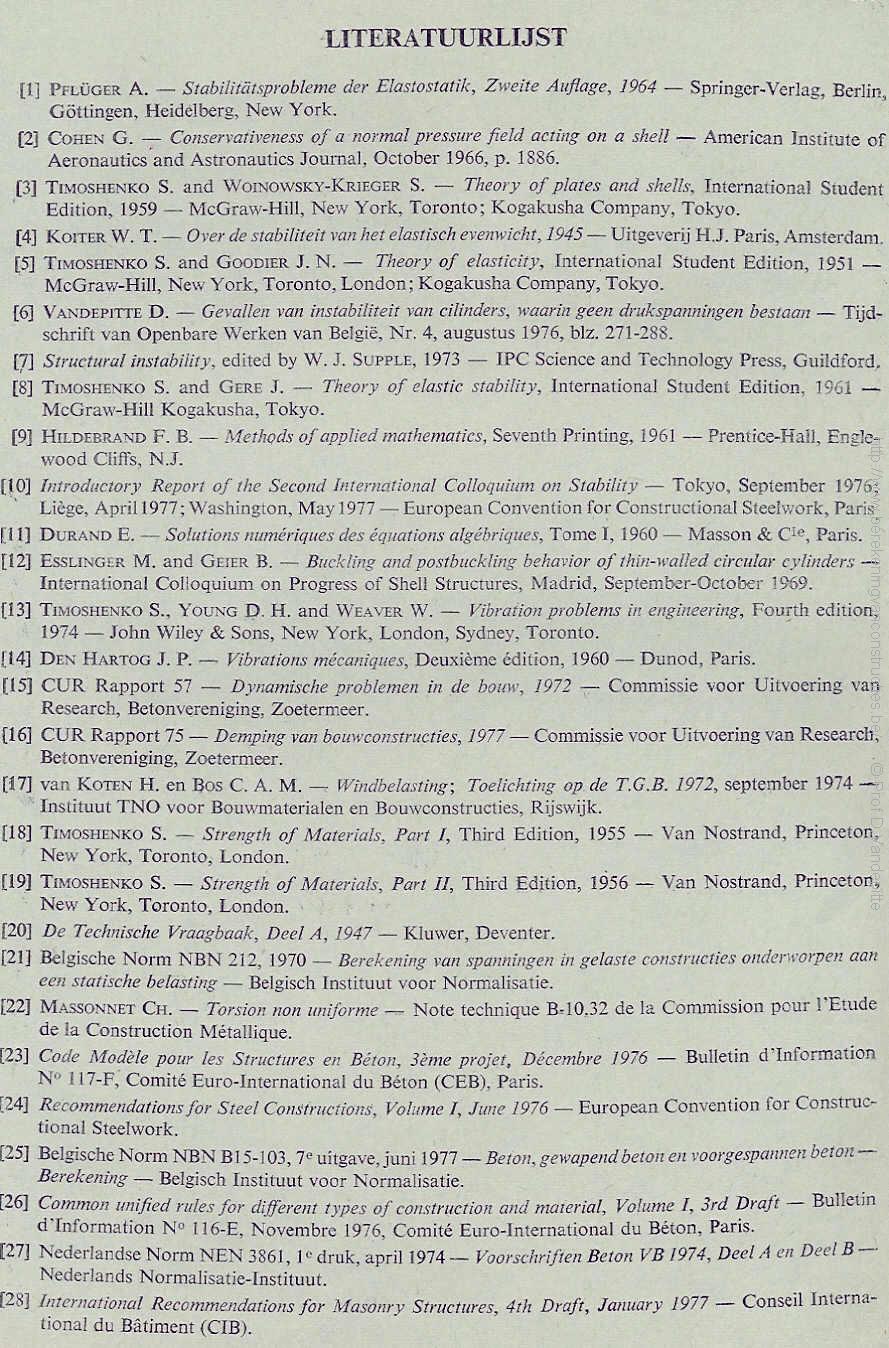 LITERATUURLIJST
[1] PFLÜGER A. — Stabilitätsprobleme der Elastostatik, Zweite Auflage, 1964 — Springer-Verlag, Berlin,
Göttingen, Heidelberg, New York.
[2] COHEN G. — Conservativeness of a normal pressure field acting on a shell — American Institute of
Aeronautics and Astronautics Journal, October 1966, p. 1886.
[3] TIMOSHENKO S. and WOINOWSKY-KRIEGER S. — Theory of plates and shells, International Student
Edition, 1959 — McGraw-Hill, New York, Toronto; Kogakusha Company, Tokyo.
[4] KOITER W. T. — Over de stabiliteit van het elastisch evenwicht, 1945 — Uitgeverij H.J. Paris, Amsterdam.
[5] TIMOSHENKO S. and GOODIER J. N. — Theory of elasticity, International Student Edition, 1951 —
McGraw-Hill, New York, Toronto, London; Kogakusha Company, Tokyo.
[6] VANDEPITTE D. — Gevallen van instabiliteit van cilinders, waarin geen drukspanningen bestaan — Tijd-
schrift van Openbare Werken van België, Nr. 4, augustus 1976, blz. 271-288.
[7] Structural instability, edited by W. J. SUPPLE, 1973 — IPC Science and Technology Press, Guildford.
[8] TIMOSHENKO S. and GERE J. — Theory of elastic stability, International Student Edition, 1961 —
McGraw-Hill Kogakusha, Tokyo.
[9] HILDEBRAND F. B. — Methods of applied mathematics, Seventh Printing, 1961 — Prentice-Hall, Engle-
wood Cliffs, N.J.
[10] Introductory Report of the Second International Colloquium on Stability — Tokyo, September 1976;
Liège, April 1977; Washington, May 1977 — European Convention for Constructional Steelwork, Paris
[11] DURAND E. — Solutions numériques des équations algébriques, Tome I, 1960 — Masson & Cie, Paris.
[12] ESSLINGER M. and GEIER B. — Buckling and postbuckling behavior of thin-walled circular cylinders —
International Colloquium on Progress of Shell Structures, Madrid, September-October 1969.
[13] TIMOSHENKO S., YOUNG D. H. and WEAVER W. — Vibration problems in engineering, Fourth edition,
1974 — John Wiley & Sons, New York, London, Sydney, Toronto.
[14] DEN HARTOG J. P. — Vibrations mécaniques, Deuxième édition, 1960 — Dunod, Paris.
[15] CUR Rapport 57 — Dynamische problemen in de bouw, 1972 — Commissie voor Uitvoering van
Research, Betonvereniging, Zoetermeer.
[16] CUR Rapport 75 — Demping van bouwconstructies, 1977 — Commissie voor Uitvoering van Research,
Betonvereniging, Zoetermeer.
[17] van KOTEN H. en BOS C. A. M. — Windbelasting; Toelichting op de T.G.B. 1972, september 1974 —
Instituut TNO voor Bouwmaterialen en Bouwconstructies, Rijswijk.
[18] TIMOSHENKO S. — Strength of Materials, Part I, Third Edition, 1955 — Van Nostrand, Princeton,
New York, Toronto, London.
[19] TIMOSHENKO S. — Strength of Materials, Part II, Third Edition, 1956 — Van Nostrand, Princeton,
New York, Toronto, London.
[20] De Technische Vraagbaak, Deel A, 1947 — Kluwer, Deventer.
[21] Belgische Norm NBN 212, 1970 — Berekening van spanningen in gelaste constructies onderworpen aan
een statische belasting — Belgisch Instituut voor Normalisatie.
[22] MASSONNET CH. — Torsion non uniforme — Note technique B-10.32 de la Commission pour l'Etude
de la Construction Métallique.
[23] Code Modèle pour les Structures en Béton, 3ème projet, Décembre 1976 — Bulletin d'Information
No 117-F, Comité Euro-International du Béton (CEB), Paris.
[24] Recommendations for Steel Constructions, Volume I, June 1976 — European Convention for Construc-
tional Steelwork.
[25] Belgische Norm NBN B15-103, 7e uitgave, juni 1977 — Beton, gewapend beton en voorgespannen beton —
Berekening — Belgisch Instituut voor Normalisatie.
[26] Common unified rules for different types of construction and material, Volume I, 3rd Draft — Bulletin
d'Information No 116-E, Novembre 1976, Comité Euro-International du Béton, Paris.
[27] Nederlandse Norm NEN 3861, 1e druk, april 1974 — Voorschriften Beton VB 1974, Deel A en Deel B —
Nederlands Normalisatie-Instituut.
[28] International Recommendations for Masonry Structures, 4th Draft, January 1977 — Conseil Interna-
tional du Bâtiment (CIB).